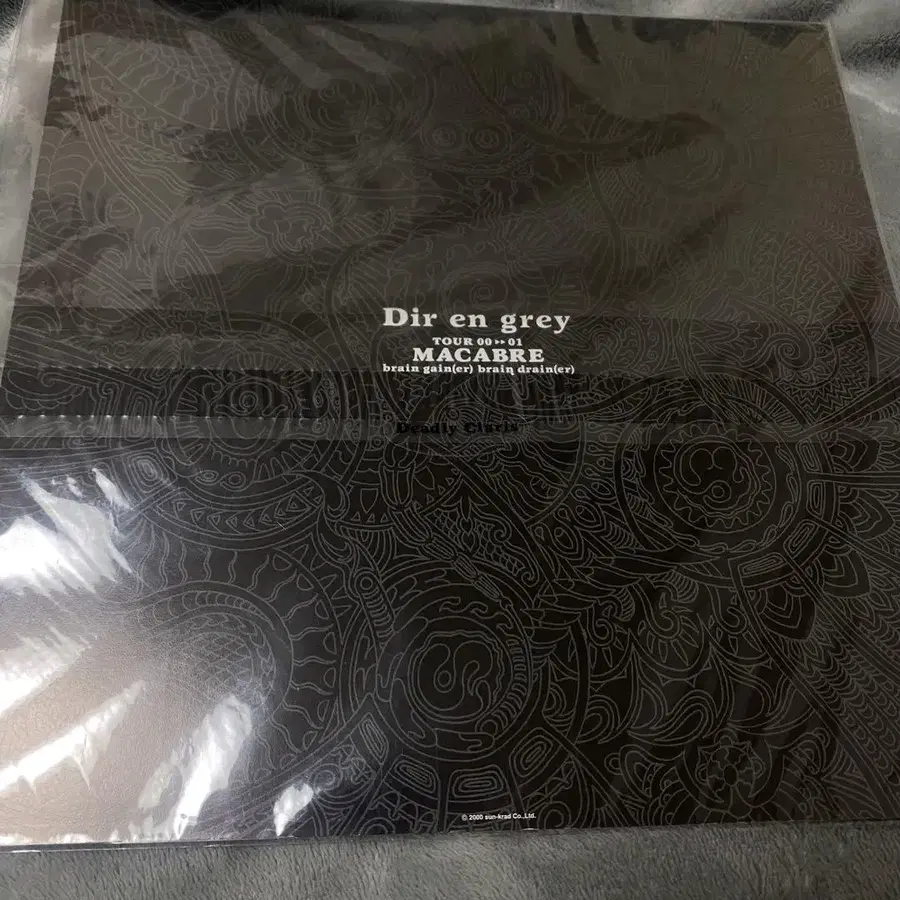 Dir en grey
TOUR 00 ▸▸ 01
MACABRE
brain gain(er) brain drain(er)
Deadly Claris
© 2000 sun-krad Co.,Ltd.